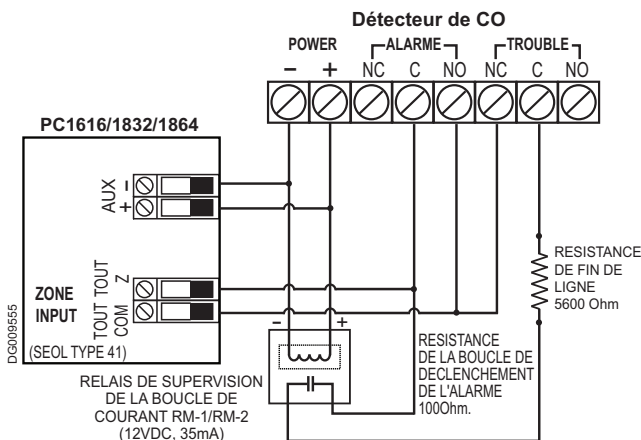 Détecteur de CO
POWER ALARME TROUBLE
– + NC C NO NC C NO
PC1616/1832/1864
AUX
–
+
ZONE
INPUT
TOUT TOUT
COM Z
(SEOL TYPE 41)
DG009555
– +
RELAIS DE SUPERVISION
DE LA BOUCLE DE
COURANT RM-1/RM-2
(12VDC, 35mA)
RESISTANCE
DE LA BOUCLE DE
DECLENCHEMENT
DE L'ALARME
100Ohm.
RESISTANCE
DE FIN DE
LIGNE
5600 Ohm